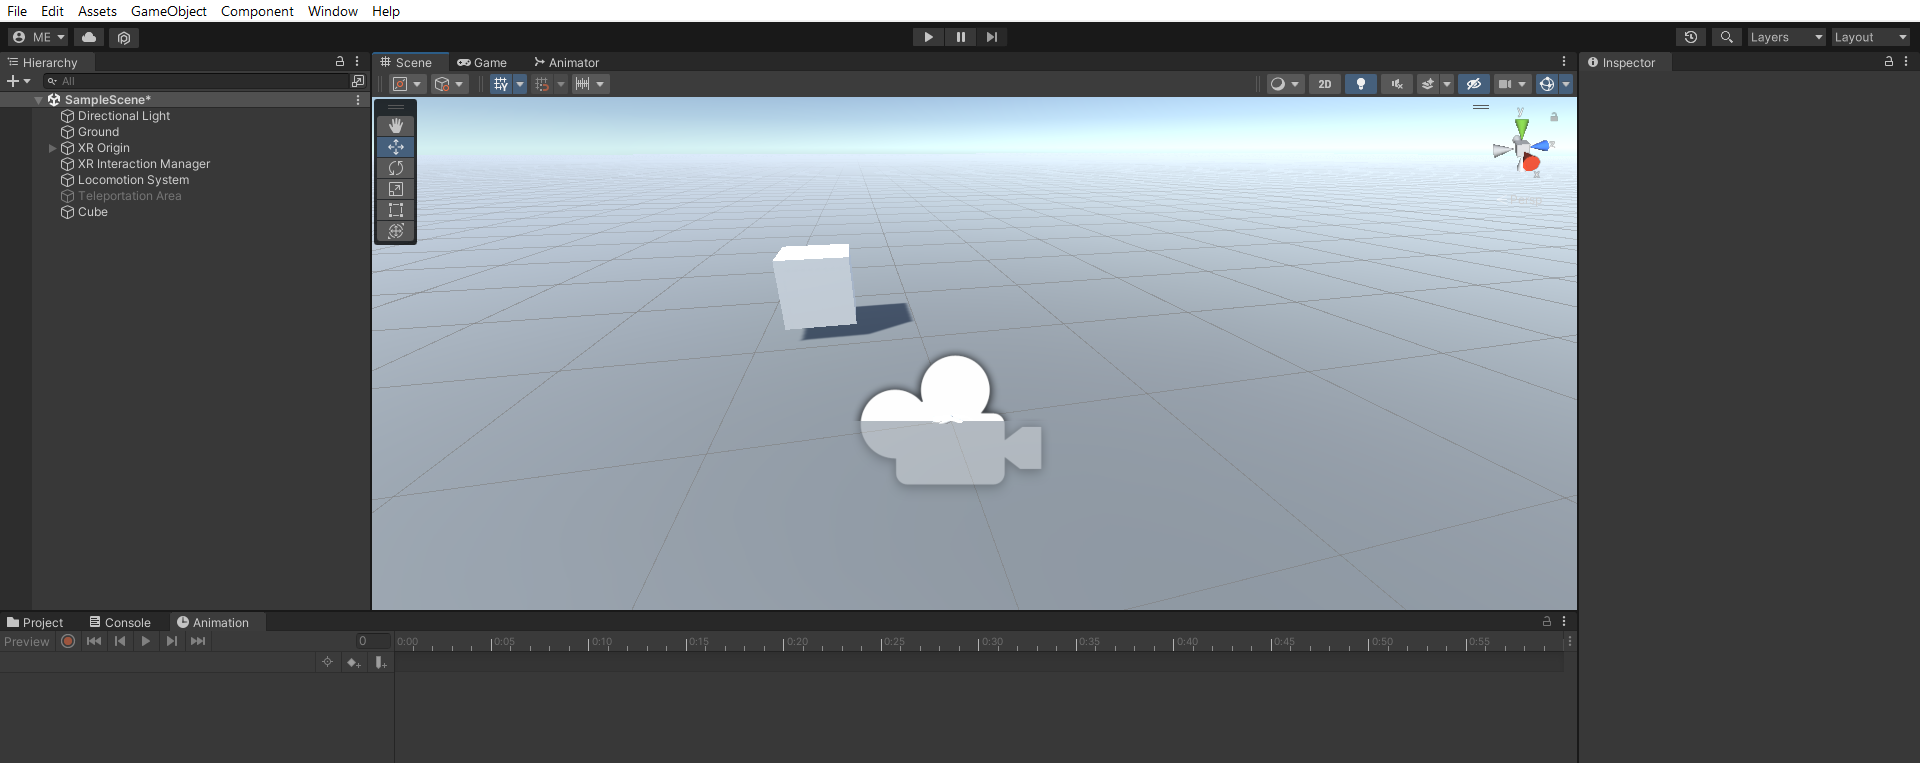 File Edit Assets GameObject Component Window Help
ME Layers Layout
Hierarchy
All
SampleScene*
Directional Light
Ground
XR Origin
XR Interaction Manager
Locomotion System
Teleportation Area
Cube
Scene Game Animator
2D
y
x
z
Persp
Inspector
Project Console Animation
Preview 0 0:00 0:05 0:10 0:15 0:20 0:25 0:30 0:35 0:40 0:45 0:50 0:55